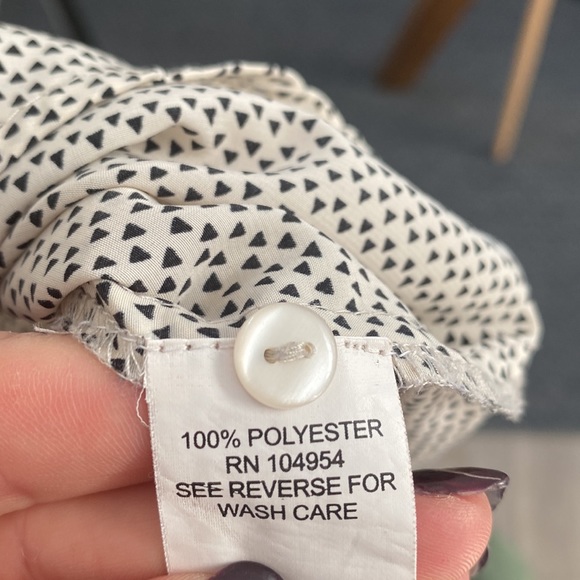 100% POLYESTER
RN 104954
SEE REVERSE FOR
WASH CARE